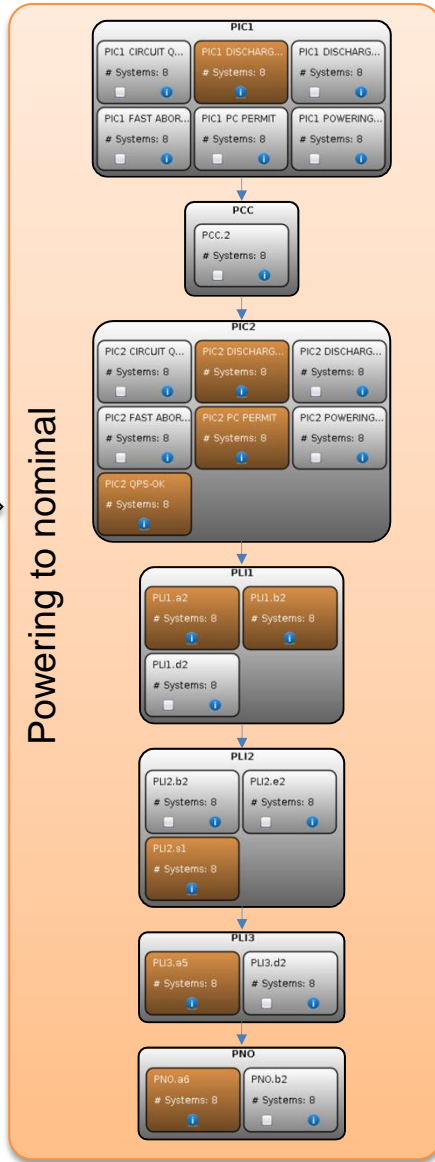 Powering to nominal
PIC1
PIC1 CIRCUIT Q... PIC1 DISCHARG... PIC1 DISCHARG...
# Systems: 8 # Systems: 8 # Systems: 8
PIC1 FAST ABOR... PIC1 PC PERMIT PIC1 POWERING...
# Systems: 8 # Systems: 8 # Systems: 8
PCC
PCC.2
# Systems: 8
PIC2
PIC2 CIRCUIT Q... PIC2 DISCHARG... PIC2 DISCHARG...
# Systems: 8 # Systems: 8 # Systems: 8
PIC2 FAST ABOR... PIC2 PC PERMIT PIC2 POWERING...
# Systems: 8 # Systems: 8 # Systems: 8
PIC2 QPS-OK
# Systems: 8
PLI1
PLI1.a2 PLI1.b2
# Systems: 8 # Systems: 8
PLI1.d2
# Systems: 8
PLI2
PLI2.b2 PLI2.e2
# Systems: 8 # Systems: 8
PLI2.s1
# Systems: 8
PLI3
PLI3.a5 PLI3.d2
# Systems: 8 # Systems: 8
PNO
PNO.a6 PNO.b2
# Systems: 8 # Systems: 8